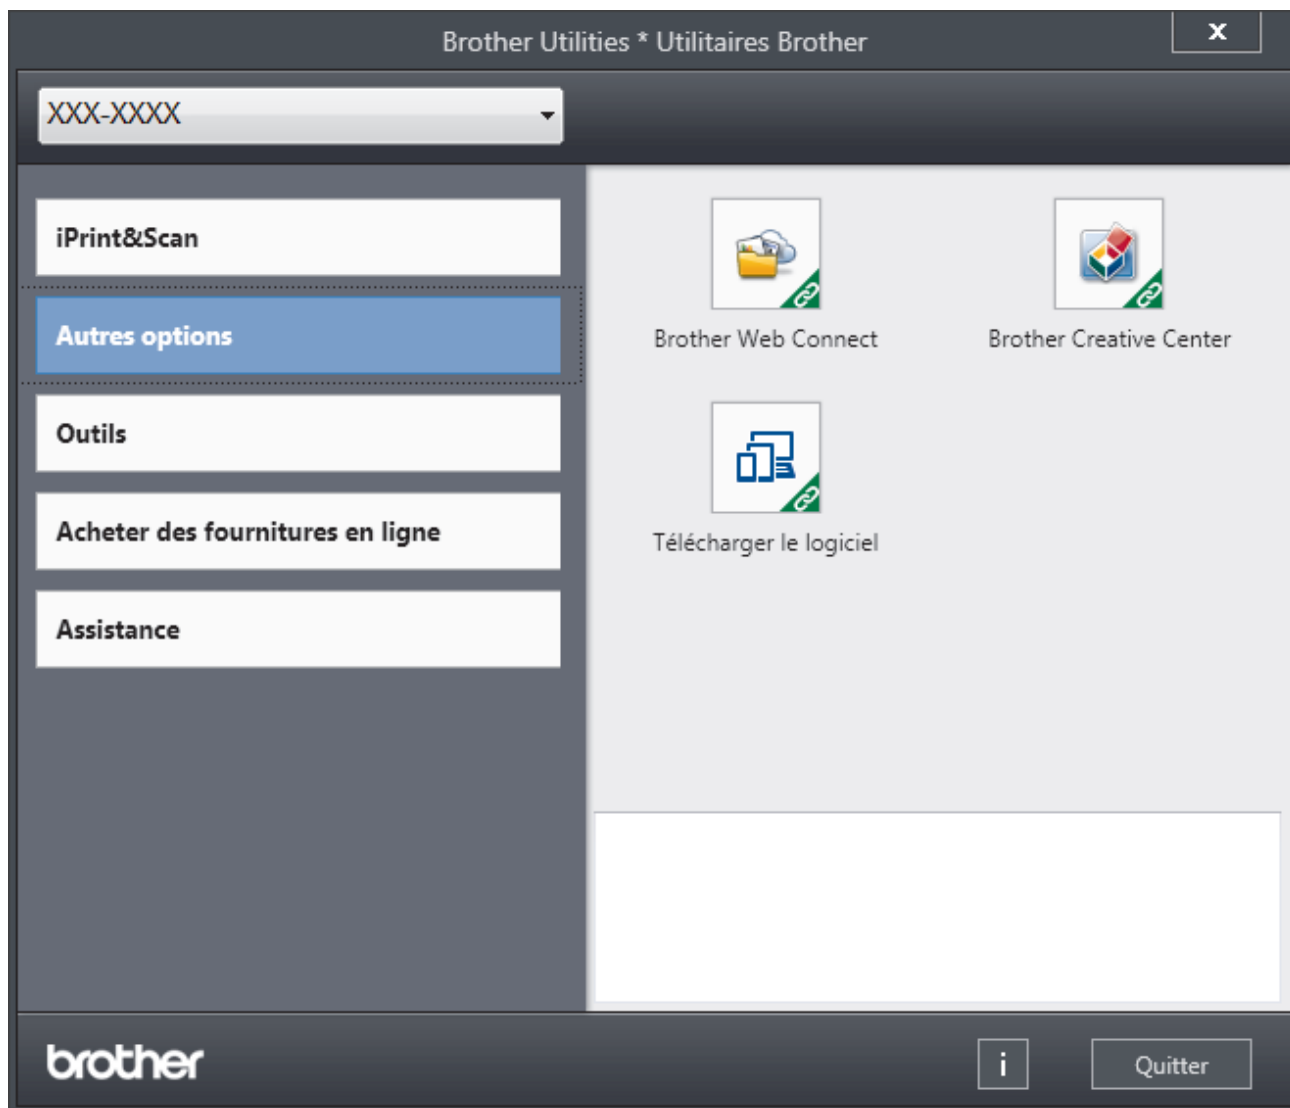 Brother Utilities * Utilitaires Brother
X
XXX-XXXX
iPrint&Scan
Autres options
Outils
Acheter des fournitures en ligne
Assistance
Brother Web Connect
Brother Creative Center
Télécharger le logiciel
brother
i
Quitter